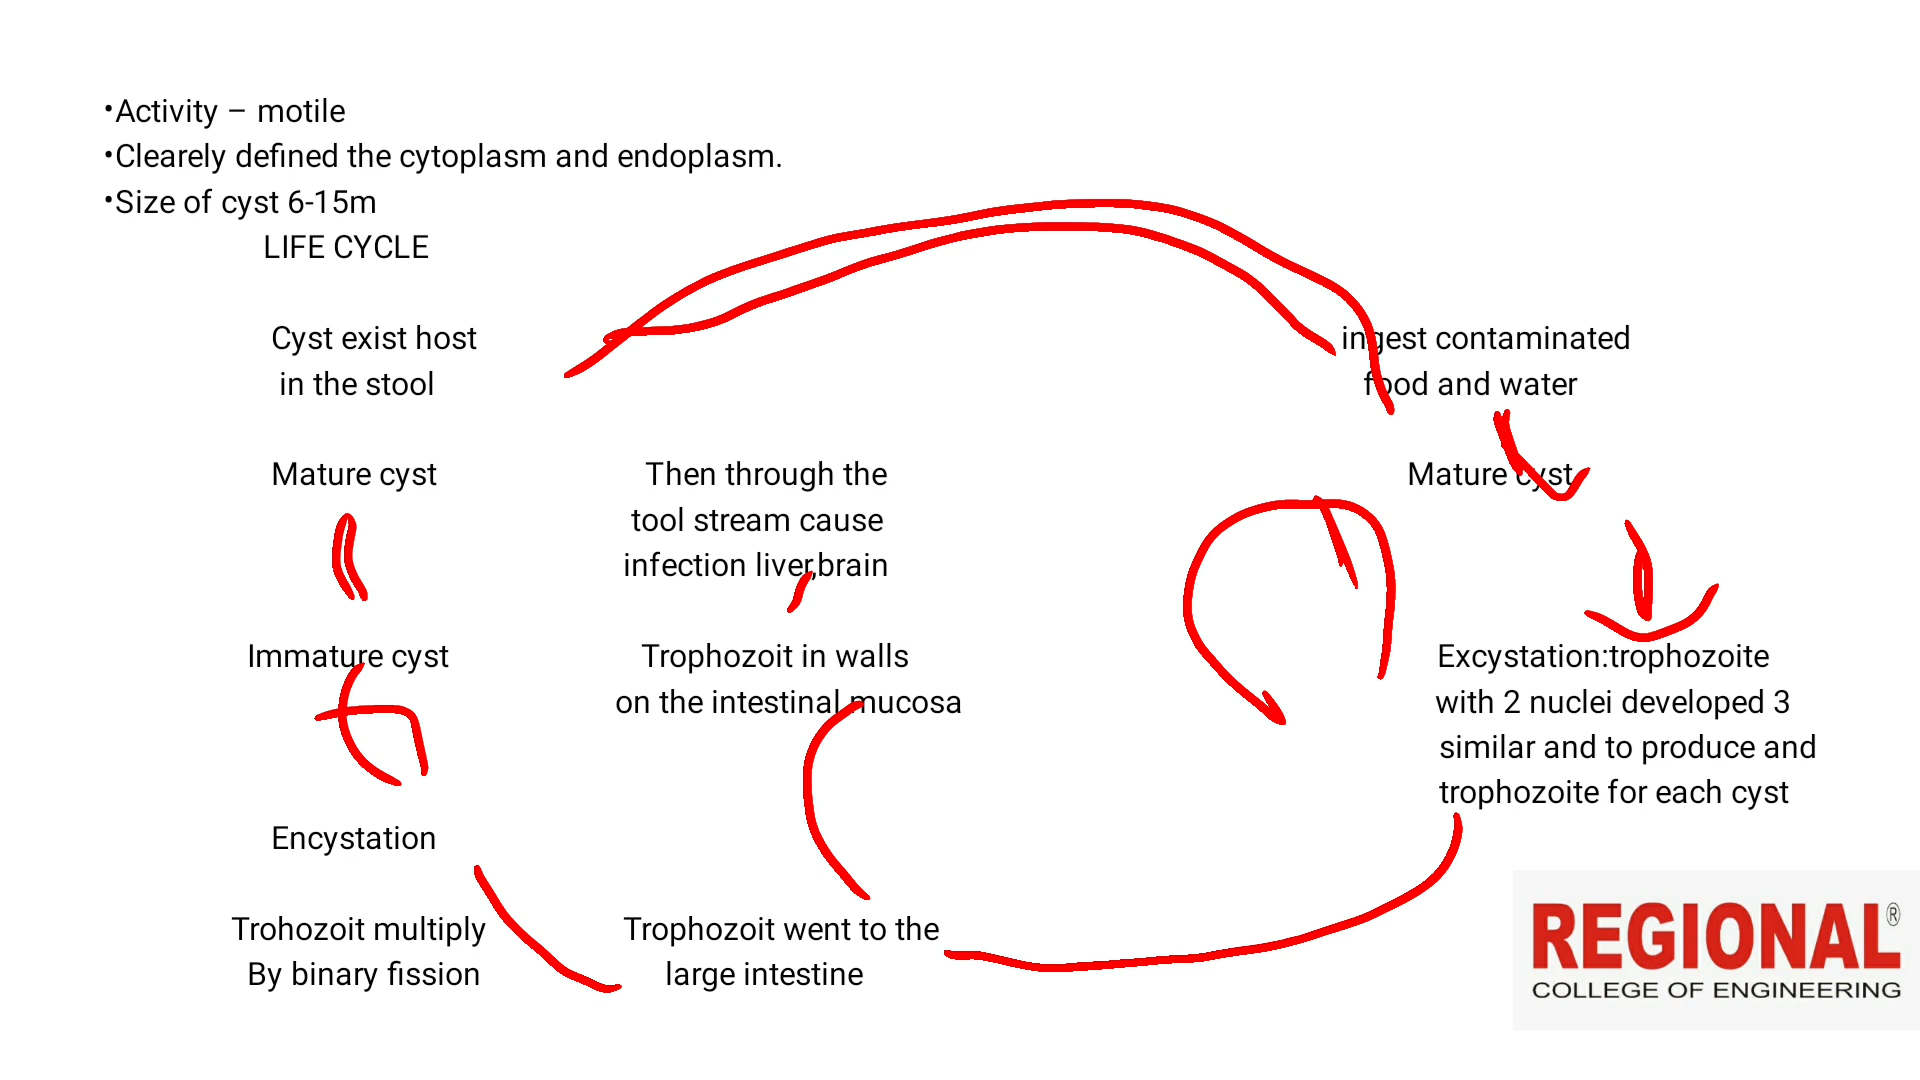 •Activity – motile
•Clearely defined the cytoplasm and endoplasm.
•Size of cyst 6-15m
LIFE CYCLE
Cyst exist host
in the stool
ingest contaminated
food and water
Mature cyst
Then through the
tool stream cause
infection liver,brain
Mature cyst
Immature cyst
Trophozoit in walls
on the intestinal mucosa
Excystation:trophozoite
with 2 nuclei developed 3
similar and to produce and
trophozoite for each cyst
Encystation
Trohozoit multiply
By binary fission
Trophozoit went to the
large intestine
REGIONAL®
COLLEGE OF ENGINEERING